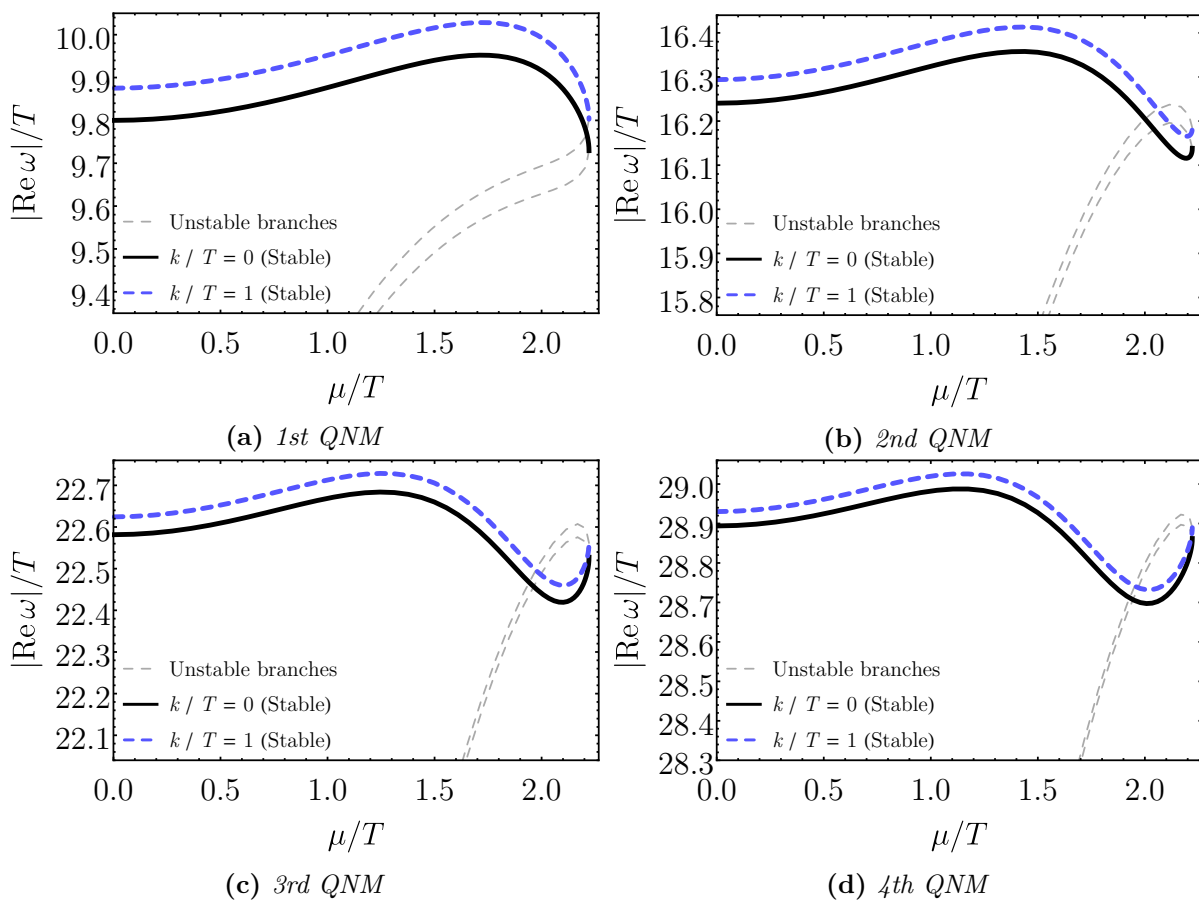 |Re ω|/T
10.0
9.9
9.8
9.7
9.6
9.5
9.4
Unstable branches
k / T = 0 (Stable)
k / T = 1 (Stable)
0.0 0.5 1.0 1.5 2.0
μ/T
(a) 1st QNM
|Re ω|/T
16.4
16.3
16.2
16.1
16.0
15.9
15.8
Unstable branches
k / T = 0 (Stable)
k / T = 1 (Stable)
0.0 0.5 1.0 1.5 2.0
μ/T
(b) 2nd QNM
|Re ω|/T
22.7
22.6
22.5
22.4
22.3
22.2
22.1
Unstable branches
k / T = 0 (Stable)
k / T = 1 (Stable)
0.0 0.5 1.0 1.5 2.0
μ/T
(c) 3rd QNM
|Re ω|/T
29.0
28.9
28.8
28.7
28.6
28.5
28.4
28.3
Unstable branches
k / T = 0 (Stable)
k / T = 1 (Stable)
0.0 0.5 1.0 1.5 2.0
μ/T
(d) 4th QNM